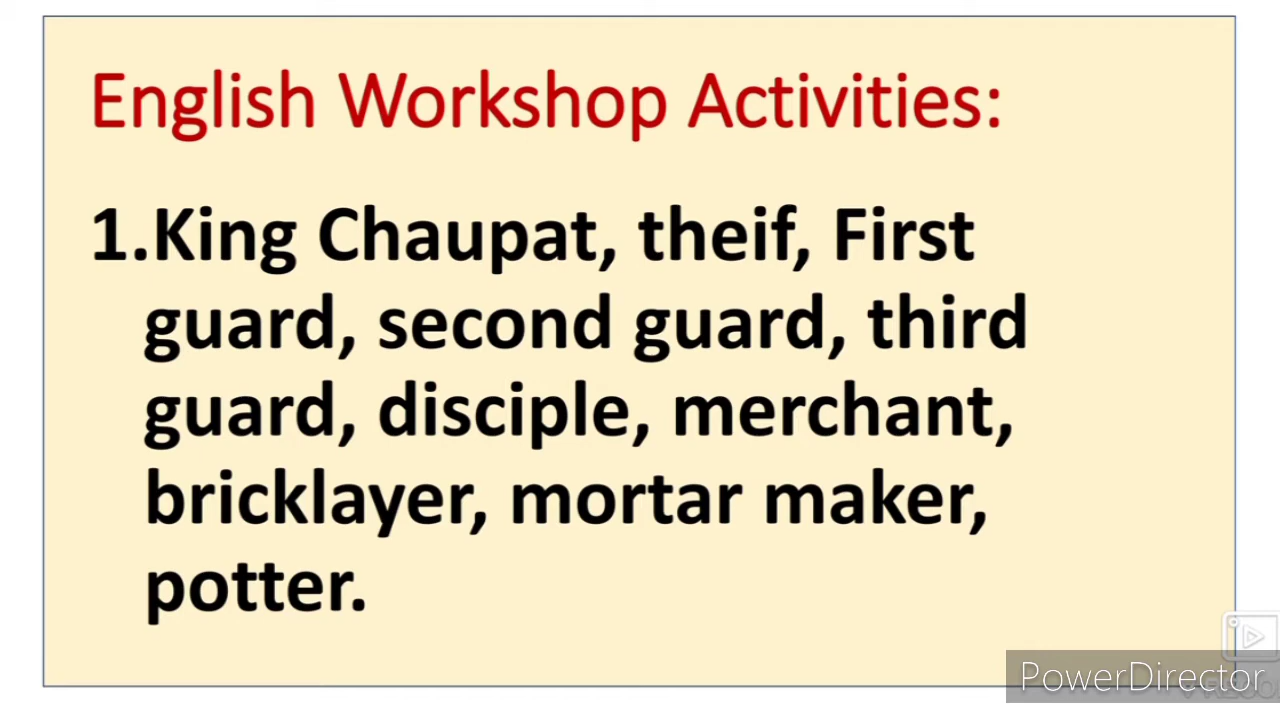 English Workshop Activities:
1.King Chaupat, theif, First
guard, second guard, third
guard, disciple, merchant,
bricklayer, mortar maker,
potter.
PowerDirector